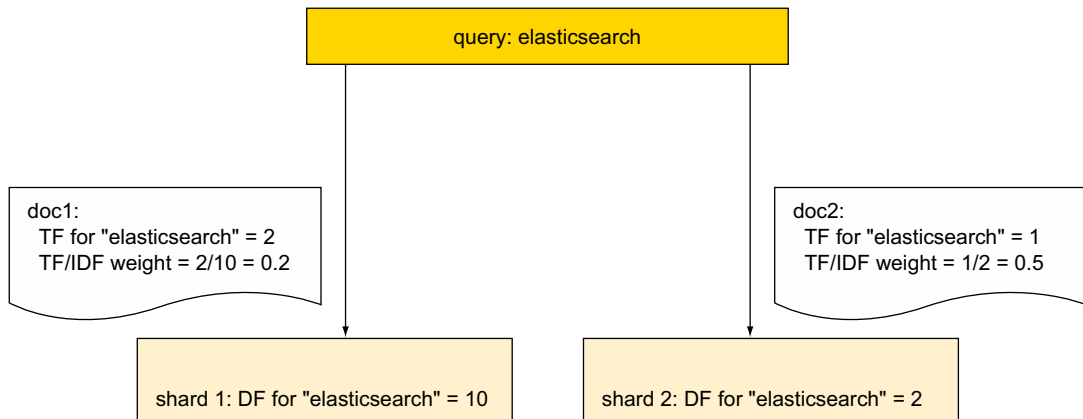 query: elasticsearch
doc1:
TF for "elasticsearch" = 2
TF/IDF weight = 2/10 = 0.2
doc2:
TF for "elasticsearch" = 1
TF/IDF weight = 1/2 = 0.5
shard 1: DF for "elasticsearch" = 10
shard 2: DF for "elasticsearch" = 2